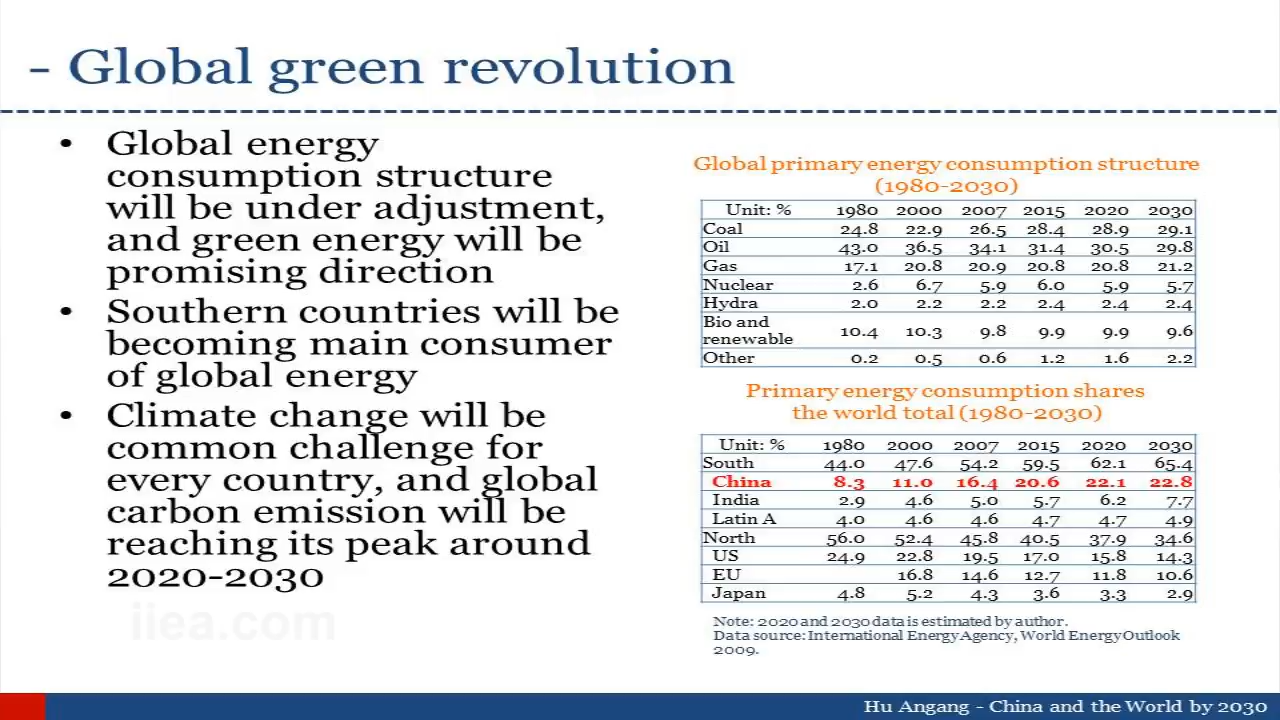 - Global green revolution
• Global energy
consumption structure
will be under adjustment,
and green energy will be
promising direction
• Southern countries will be
becoming main consumer
of global energy
• Climate change will be
common challenge for
every country, and global
carbon emission will be
reaching its peak around
2020-2030
iiea.com
Global primary energy consumption structure
(1980-2030)
Unit: % 1980 2000 2007 2015 2020 2030
Coal 24.8 22.9 26.5 28.4 28.9 29.1
Oil 43.0 36.5 34.1 31.4 30.5 29.8
Gas 17.1 20.8 20.9 20.8 20.8 21.2
Nuclear 2.6 6.7 5.9 6.0 5.9 5.7
Hydra 2.0 2.2 2.2 2.4 2.4 2.4
Bio and
renewable 10.4 10.3 9.8 9.9 9.9 9.6
Other 0.2 0.5 0.6 1.2 1.6 2.2
Primary energy consumption shares
the world total (1980-2030)
Unit: % 1980 2000 2007 2015 2020 2030
South 44.0 47.6 54.2 59.5 62.1 65.4
China 8.3 11.0 16.4 20.6 22.1 22.8
India 2.9 4.6 5.0 5.7 6.2 7.7
Latin A 4.0 4.6 4.6 4.7 4.7 4.9
North 56.0 52.4 45.8 40.5 37.9 34.6
US 24.9 22.8 19.5 17.0 15.8 14.3
EU 16.8 14.6 12.7 11.8 10.6
Japan 4.8 5.2 4.3 3.6 3.3 2.9
Note: 2020 and 2030 data is estimated by author.
Data source: International Energy Agency, World Energy Outlook
2009.
Hu Angang - China and the World by 2030